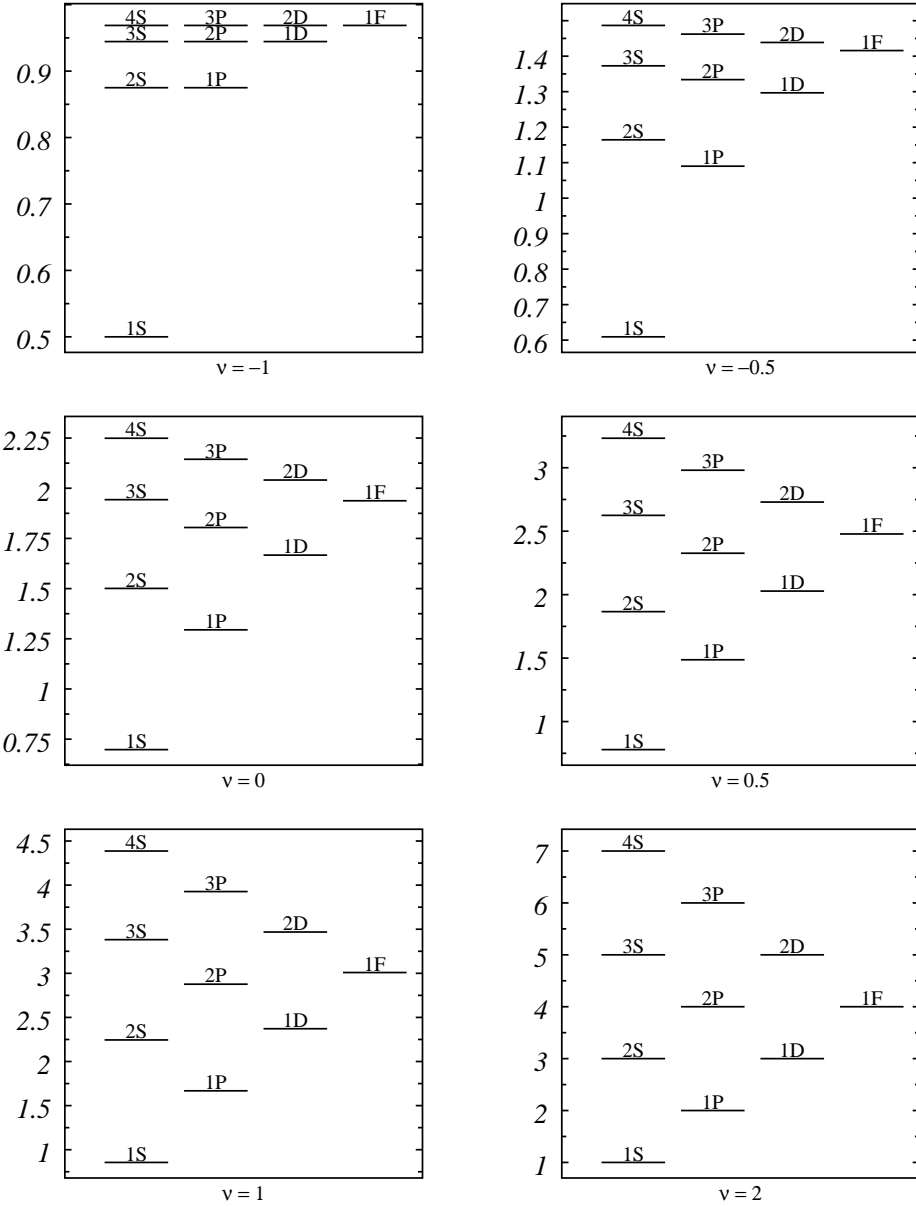 4S 3P 2D 1F
3S 2P 1D
0.9
2S 1P
0.8
0.7
0.6
1S
0.5
ν = −1
4S 3P 2D 1F
1.4 3S
2P
1.3 1D
1.2
2S
1.1 1P
1
0.9
0.8
0.7
1S
0.6
ν = −0.5
2.25 4S
3P
2D
2 3S 1F
2P
1.75
1D
1.5 2S
1.25 1P
1
0.75 1S
ν = 0
4S
3 3P
2D
3S
2.5 1F
2P
2 1D
2S
1.5 1P
1
1S
ν = 0.5
4.5 4S
4 3P
3.5 3S 2D
3 1F
2P
2.5 1D
2S
2
1P
1.5
1 1S
ν = 1
7 4S
6 3P
5 3S 2D
4 2P 1F
3 2S 1D
2 1P
1 1S
ν = 2